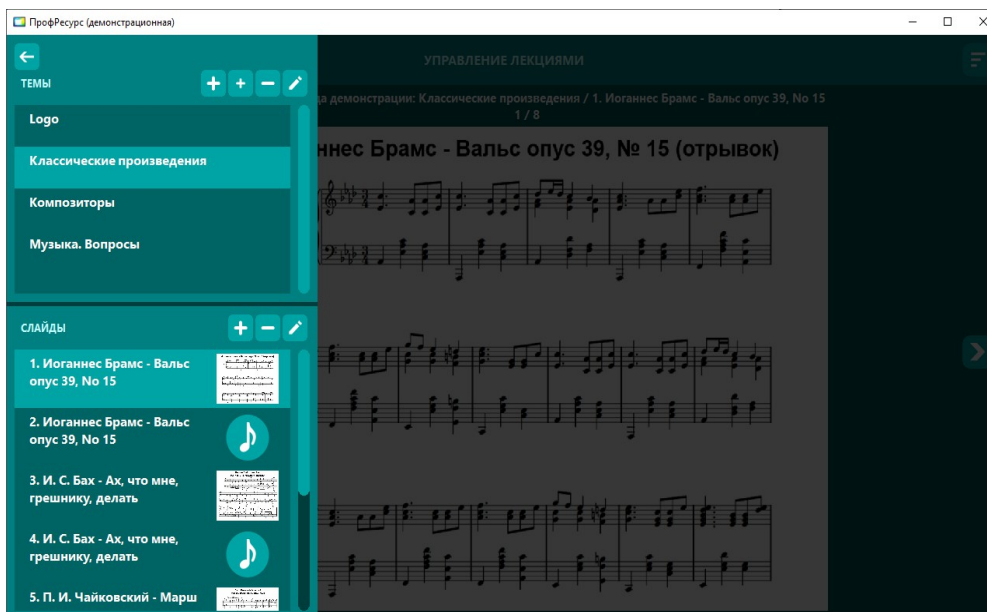 ПрофРесурс (демонстрационная)
УПРАВЛЕНИЕ ЛЕКЦИЯМИ
ТЕМЫ
Logo
Классические произведения
Композиторы
Музыка. Вопросы
демонстрации: Классические произведения / 1. Иоганнес Брамс - Вальс опус 39, No 15
1 / 8
ннес Брамс - Вальс опус 39, № 15 (отрывок)
СЛАЙДЫ
1. Иоганнес Брамс - Вальс
опус 39, No 15
2. Иоганнес Брамс - Вальс
опус 39, No 15
3. И. С. Бах - Ах, что мне,
грешнику, делать
4. И. С. Бах - Ах, что мне,
грешнику, делать
5. П. И. Чайковский - Марш